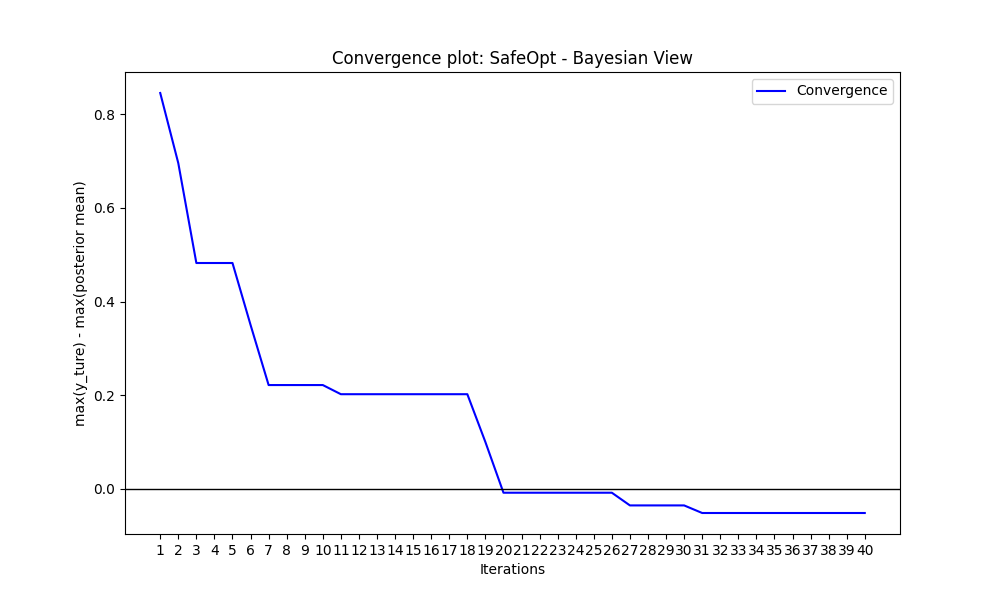 Convergence plot: SafeOpt - Bayesian View
Convergence
max(y_ture) - max(posterior mean)
0.8
0.6
0.4
0.2
0.0
1 2 3 4 5 6 7 8 9 10 11 12 13 14 15 16 17 18 19 20 21 22 23 24 25 26 27 28 29 30 31 32 33 34 35 36 37 38 39 40
Iterations